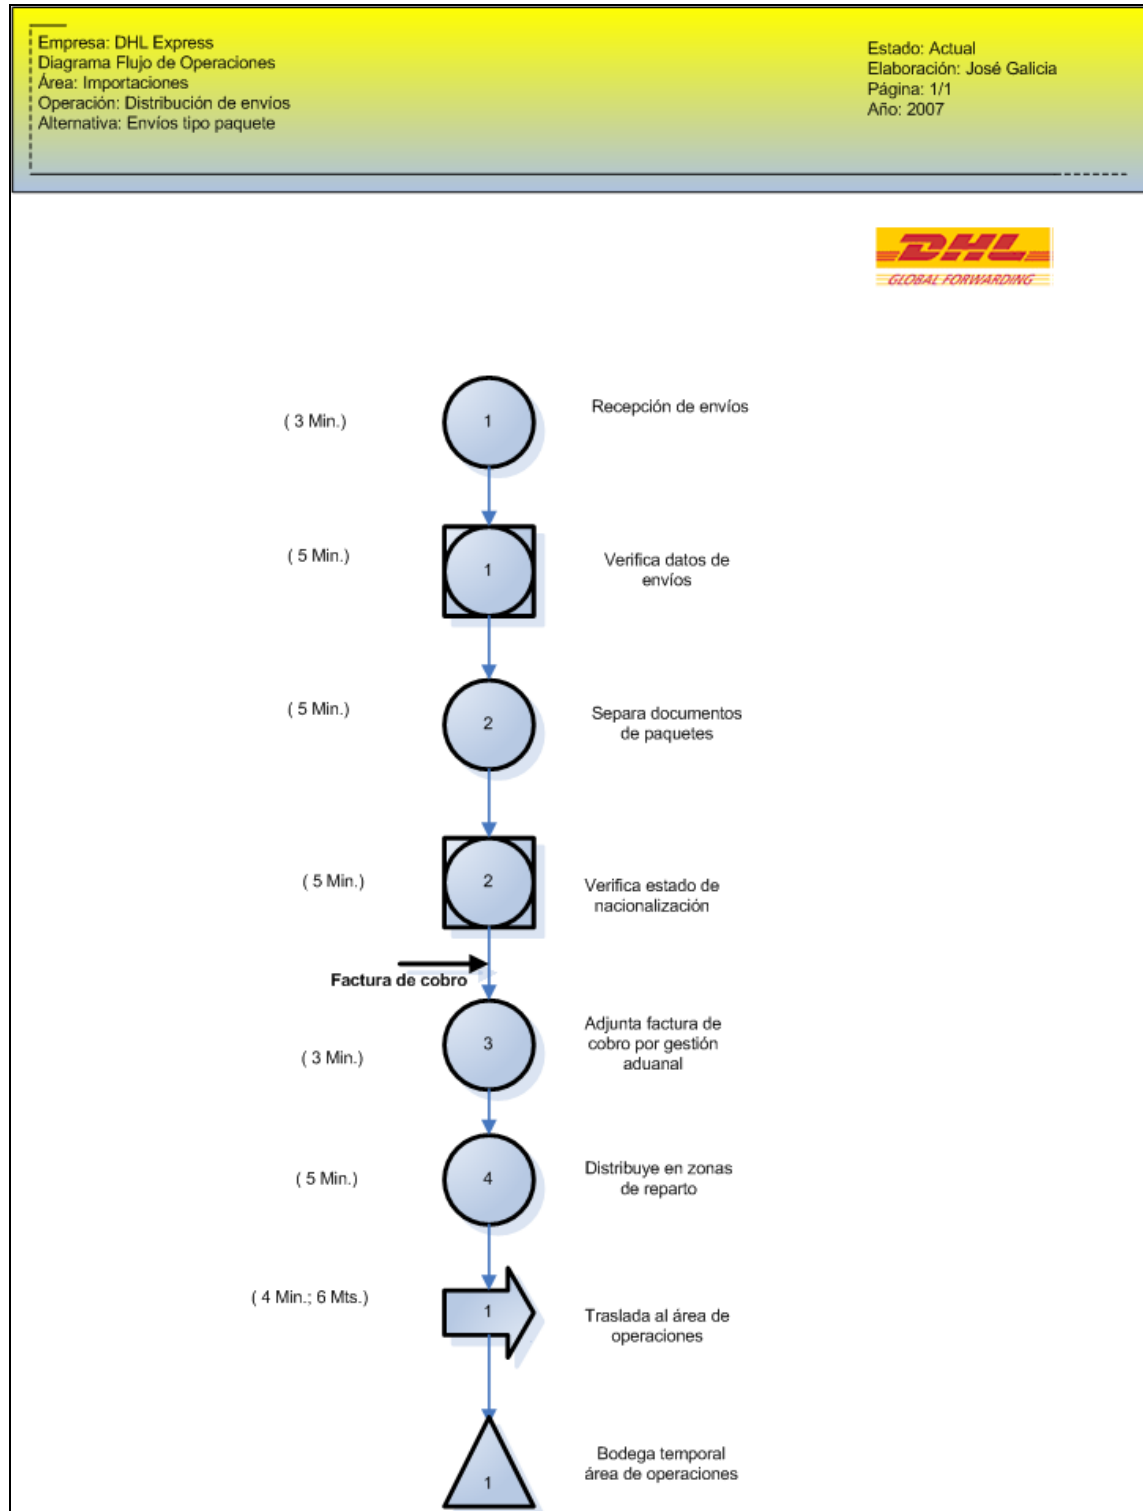 Empresa: DHL Express
Diagrama Flujo de Operaciones
Área: Importaciones
Operación: Distribución de envios
Alternativa: Envíos tipo paquete
Estado: Actual
Elaboración: José Galicia
Página: 1/1
Año: 2007
DHL
GLOBAL FORWARDING
( 3 Min.)
1
Recepción de envíos
( 5 Min.)
1
Verifica datos de
envíos
( 5 Min.)
2
Separa documentos
de paquetes
( 5 Min.)
2
Verifica estado de
nacionalización
Factura de cobro
( 3 Min.)
3
Adjunta factura de
cobro por gestión
aduanal
( 5 Min.)
4
Distribuye en zonas
de reparto
( 4 Min.; 6 Mts.)
1
Traslada al área de
operaciones
1
Bodega temporal
área de operaciones